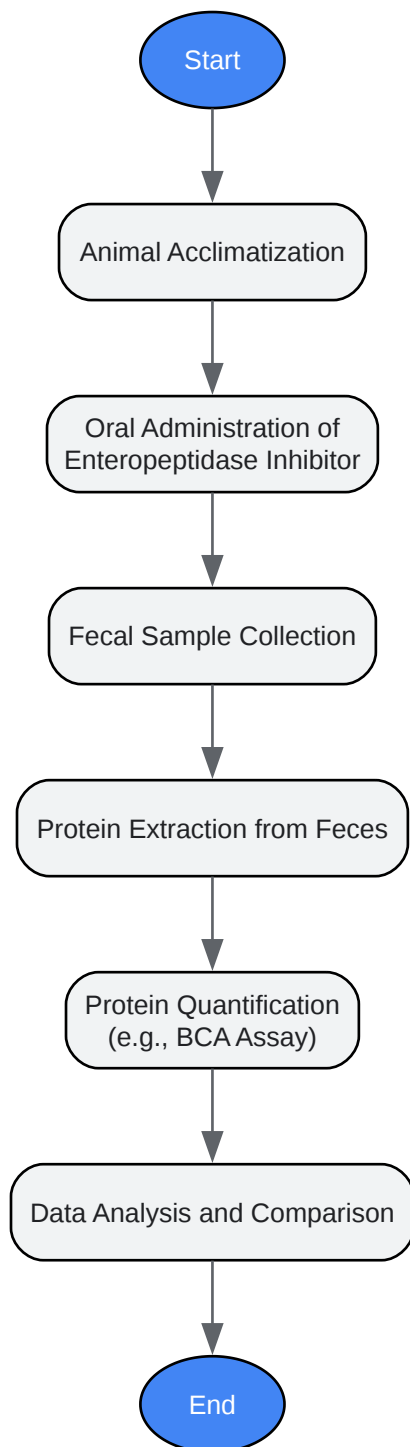 Start
Animal Acclimatization
Oral Administration of
Enteropeptidase Inhibitor
Fecal Sample Collection
Protein Extraction from Feces
Protein Quantification
(e.g., BCA Assay)
Data Analysis and Comparison
End